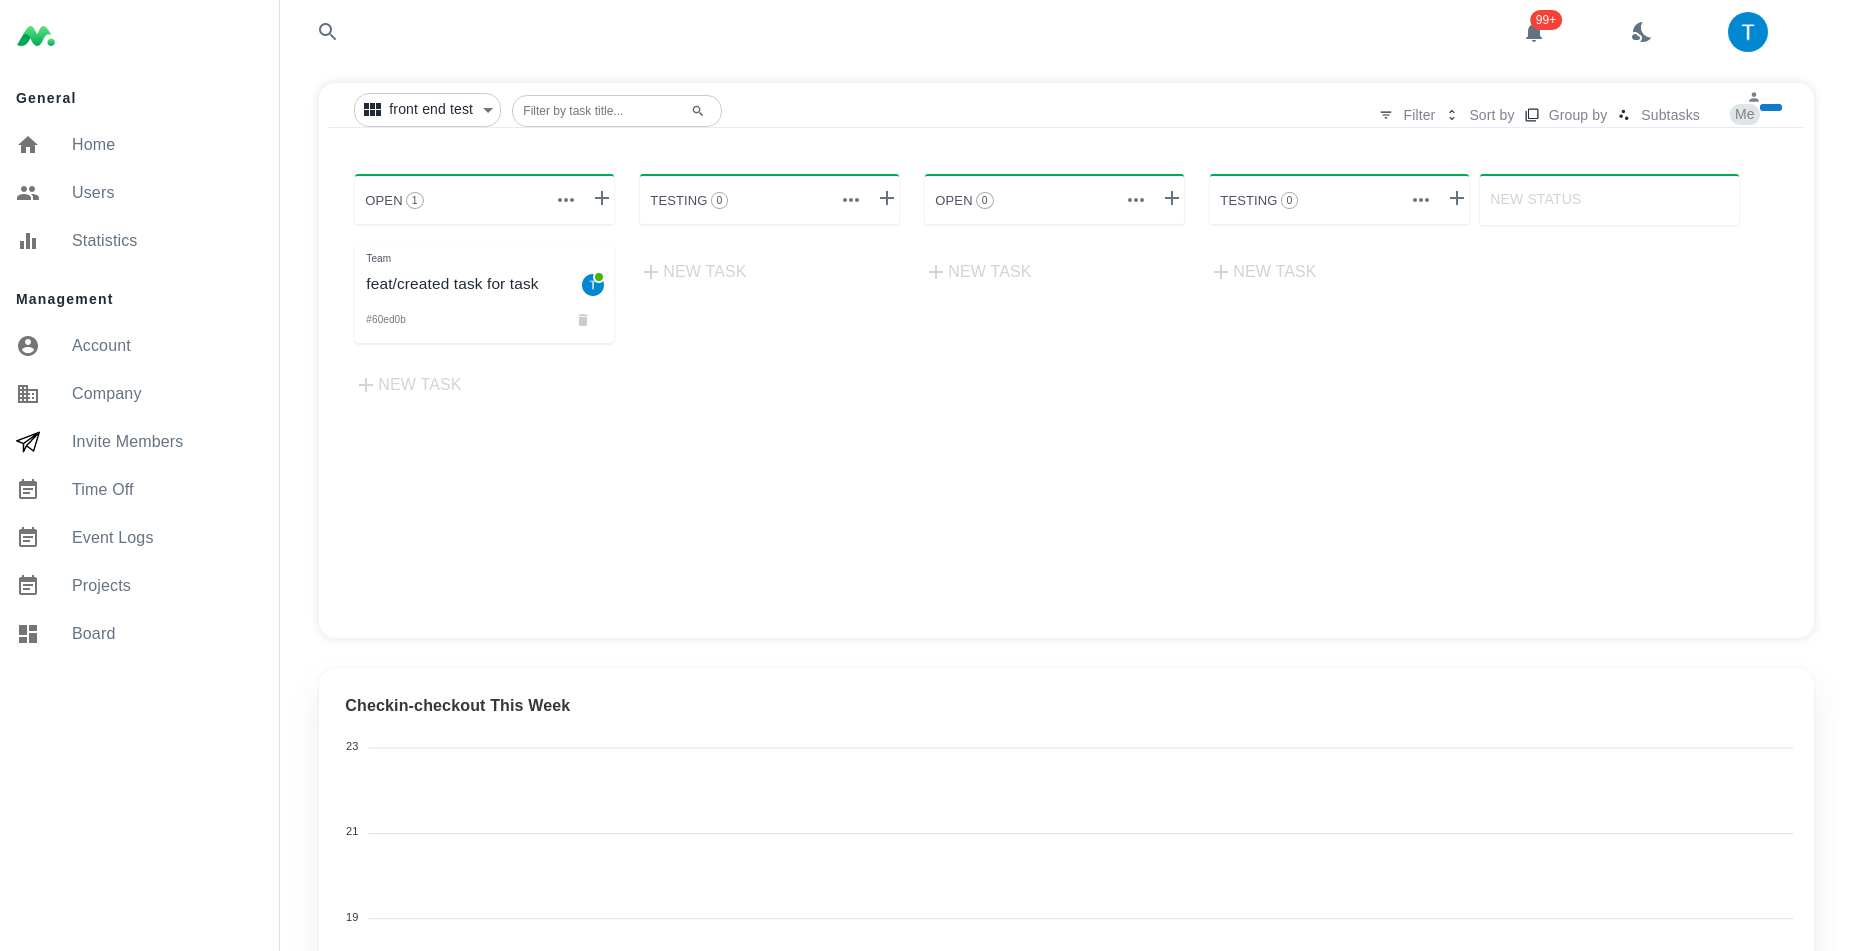 99+
T
General
Home
Users
Statistics
Management
Account
Company
Invite Members
Time Off
Event Logs
Projects
Board
front end test
Filter by task title...
Filter
Sort by
Group by
Subtasks
Me
OPEN 1
TESTING 0
OPEN 0
TESTING 0
NEW STATUS
Team
feat/created task for task
T
#60ed0b
NEW TASK
NEW TASK
NEW TASK
NEW TASK
Checkin-checkout This Week
23
21
19